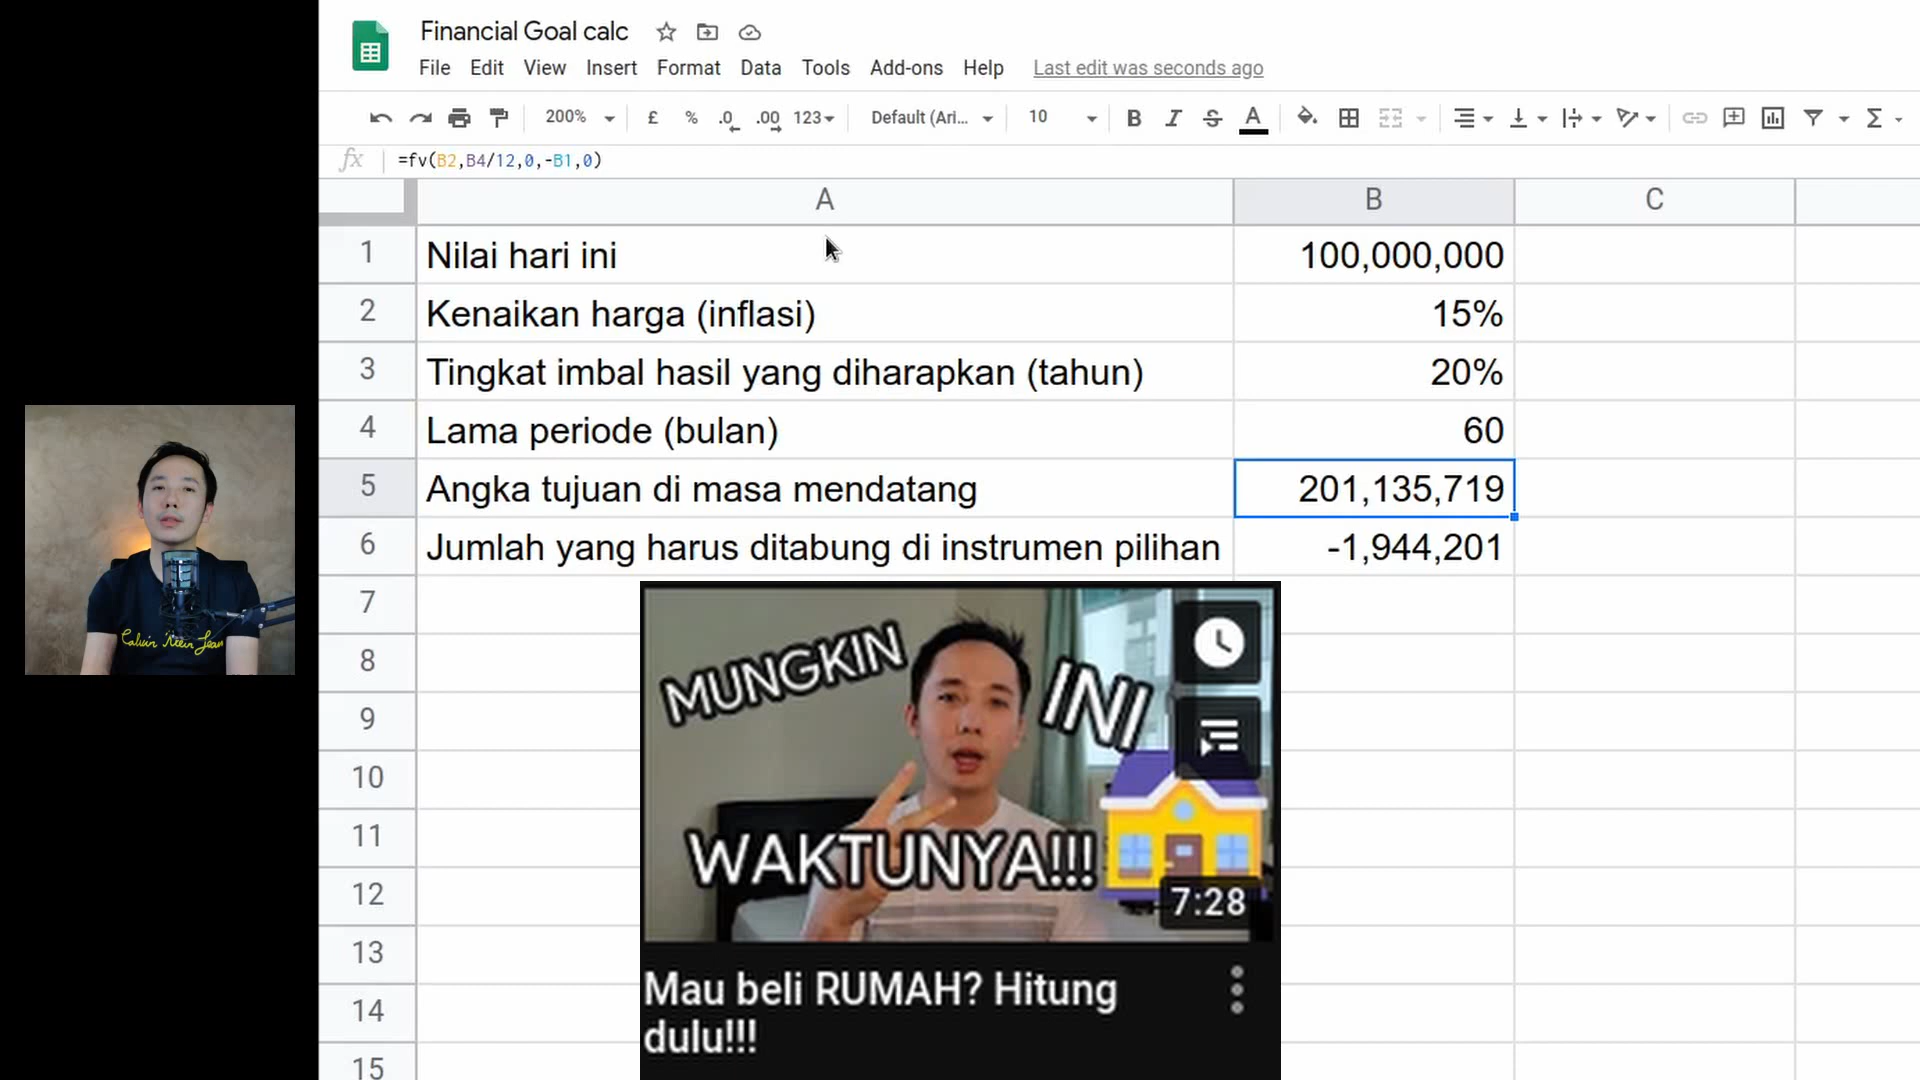 Financial Goal calc
File Edit View Insert Format Data Tools Add-ons Help Last edit was seconds ago
200% £ % .0 .00 123 Default (Ari... 10 B I S A Σ
fx =fv(B2,B4/12,0,-B1,0)
A B C
1 Nilai hari ini 100,000,000
2 Kenaikan harga (inflasi) 15%
3 Tingkat imbal hasil yang diharapkan (tahun) 20%
4 Lama periode (bulan) 60
5 Angka tujuan di masa mendatang 201,135,719
6 Jumlah yang harus ditabung di instrumen pilihan -1,944,201
7
8
9
10
11
12
13
14
15
MUNGKIN INI
WAKTUNYA!!!
7:28
Mau beli RUMAH? Hitung
dulu!!!
Calvin Klein Jeans